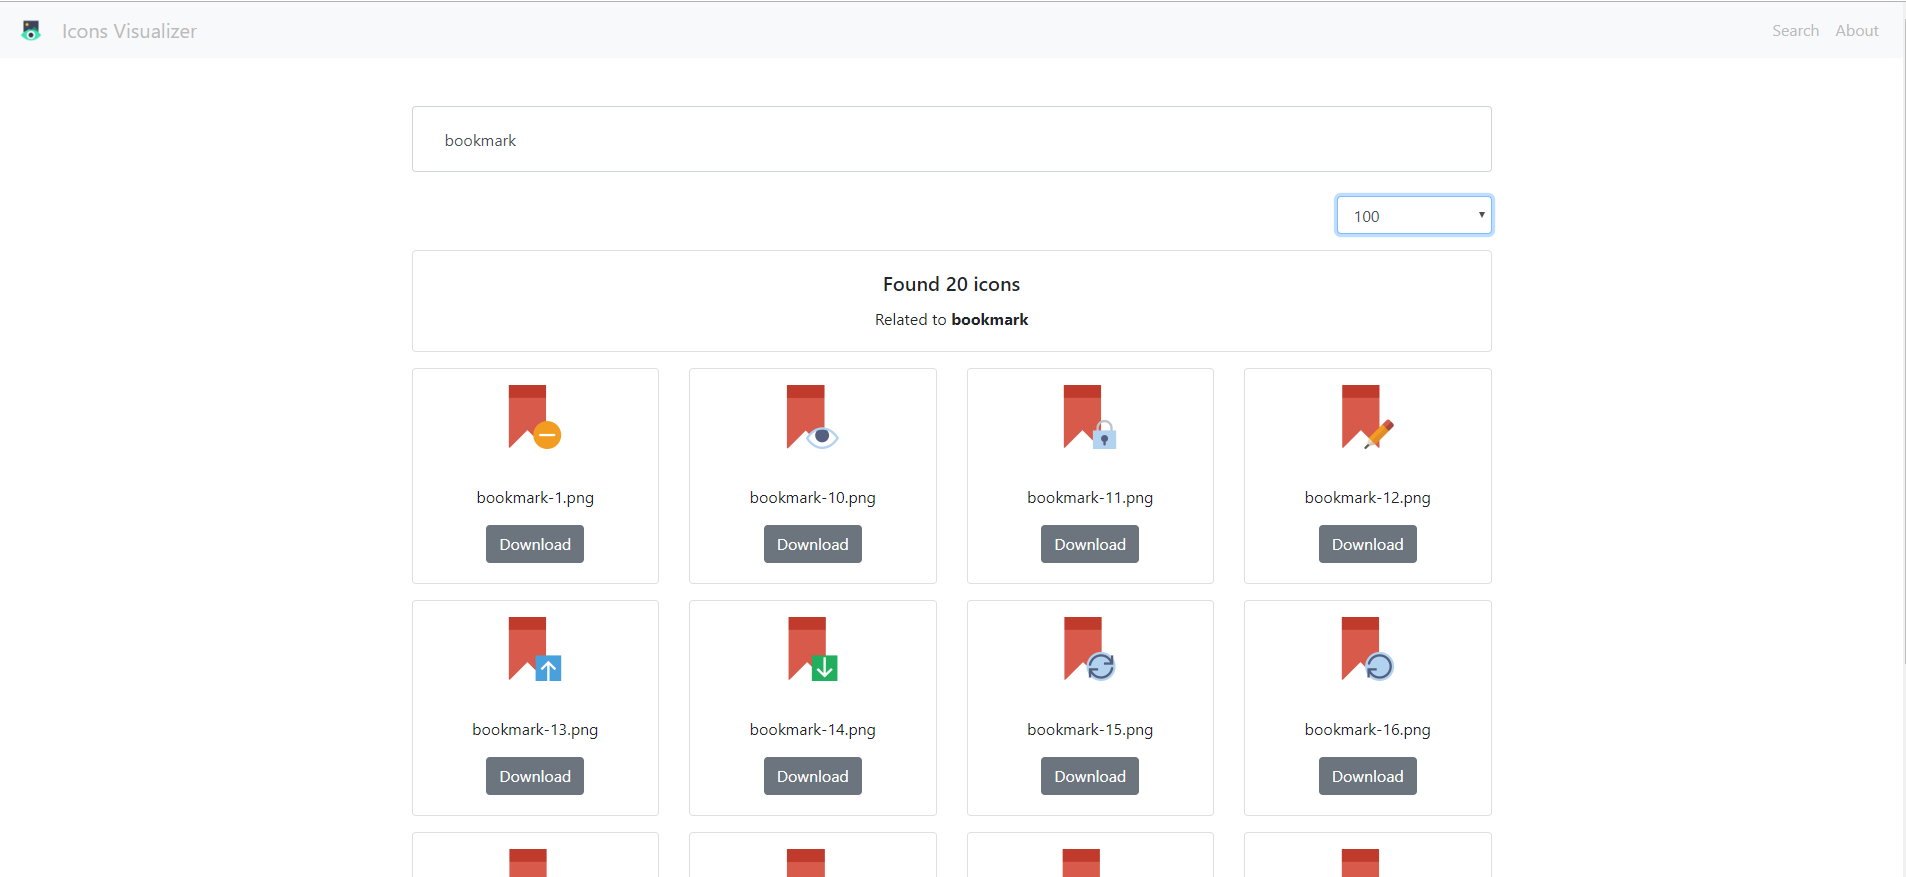 Icons Visualizer
Search About
bookmark
100
Found 20 icons
Related to bookmark
bookmark-1.png bookmark-10.png bookmark-11.png bookmark-12.png
Download Download Download Download
bookmark-13.png bookmark-14.png bookmark-15.png bookmark-16.png
Download Download Download Download